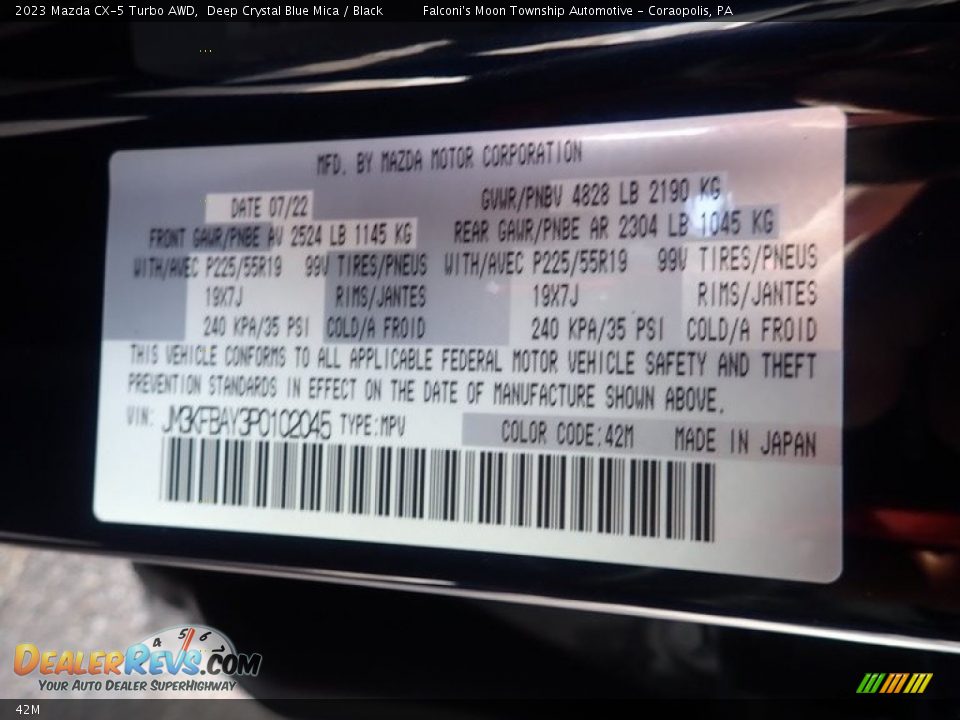 2023 Mazda CX-5 Turbo AWD, Deep Crystal Blue Mica / Black Falconi's Moon Township Automotive - Coraopolis, PA
MFD. BY MAZDA MOTOR CORPORATION
DATE 07/22 GVWR/PNBV 4828 LB 2190 KG
FRONT GAWR/PNBE AV 2524 LB 1145 KG REAR GAWR/PNBE AR 2304 LB 1045 KG
WITH/AVEC P225/55R19 99V TIRES/PNEUS WITH/AVEC P225/55R19 99V TIRES/PNEUS
19X7J RIMS/JANTES 19X7J RIMS/JANTES
240 KPA/35 PSI COLD/A FROID 240 KPA/35 PSI COLD/A FROID
THIS VEHICLE CONFORMS TO ALL APPLICABLE FEDERAL MOTOR VEHICLE SAFETY AND THEFT
PREVENTION STANDARDS IN EFFECT ON THE DATE OF MANUFACTURE SHOWN ABOVE.
VIN: JM3KFBAY3P0102045 TYPE:MPV COLOR CODE:42M MADE IN JAPAN
4 5 6
DEALERREVS.COM
YOUR AUTO DEALER SUPERHIGHWAY
42M